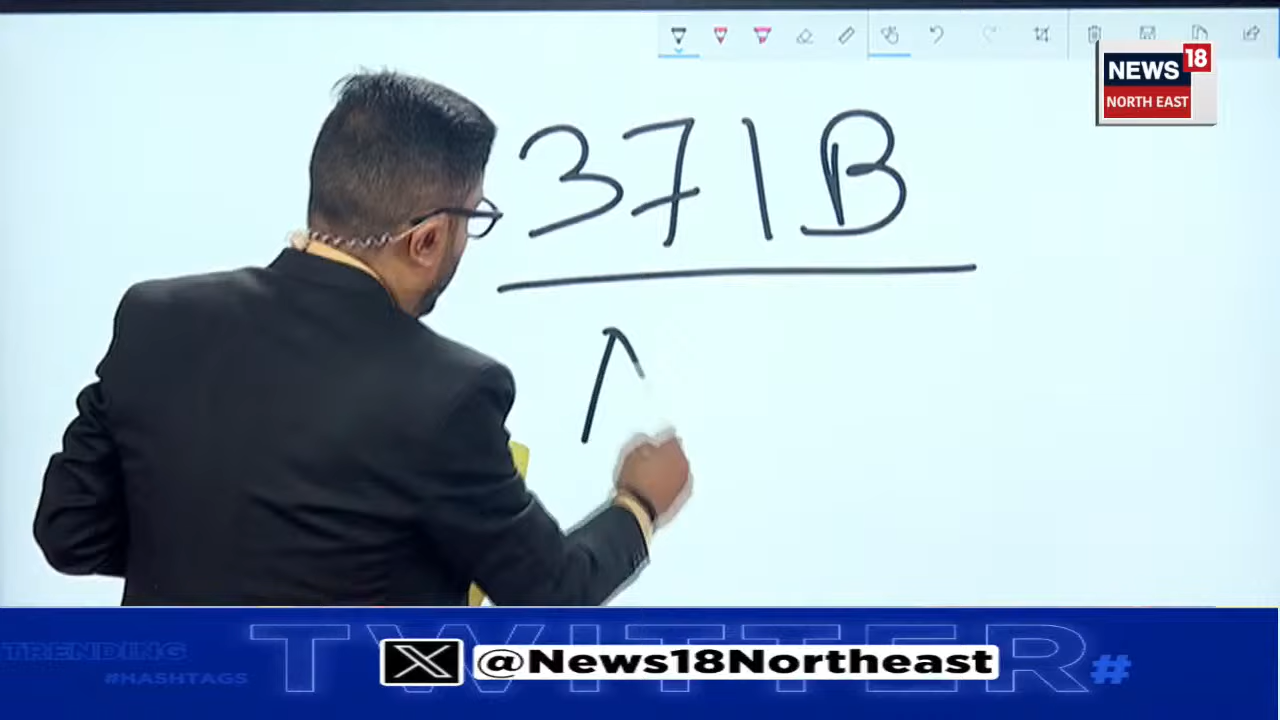 NEWS 18
NORTH EAST
371B
TRENDING
#HASHTAGS
TWITTER
#
X @News18Northeast